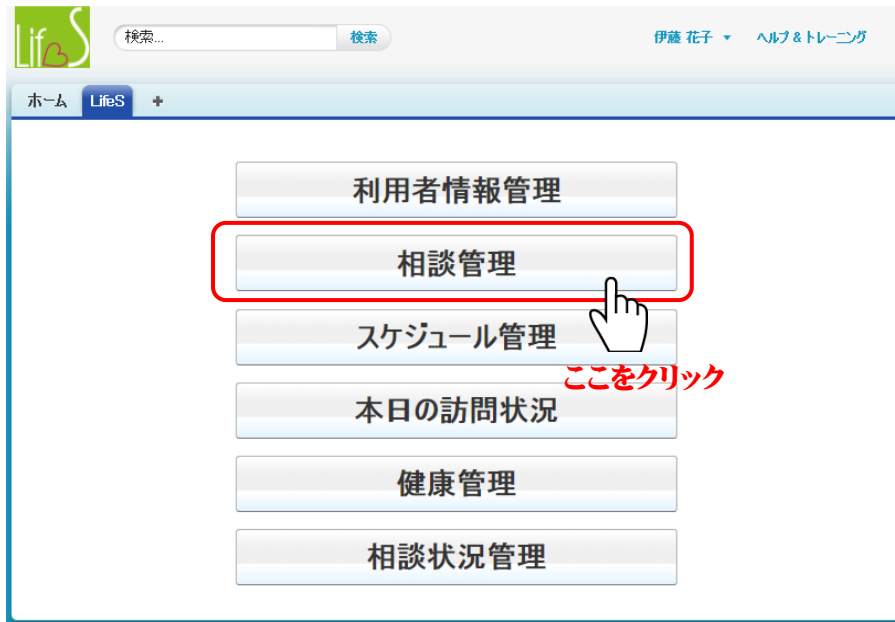 LifeS
検索... 検索 伊藤 花子 ヘルプ & トレーニング
ホーム LifeS +
利用者情報管理
相談管理
スケジュール管理
ここをクリック
本日の訪問状況
健康管理
相談状況管理